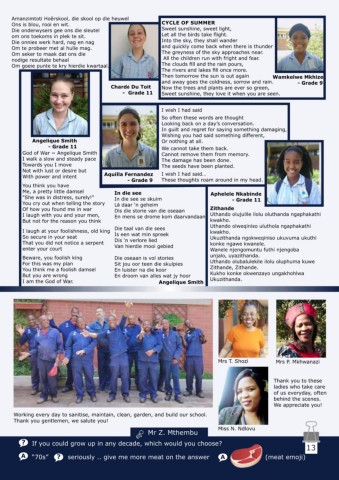 Amanzimtoti Hoërskool, die skool op die heuwel
Ons is blou, rooi en wit.
Die onderwysers gee ons die sleutel
om ons toekoms in plek te sit.
Die onnies werk hard, nag en nag
Om te probeer met al hulle mag.
Om seker te maak dat ons die
nodige resultate behaal
Om goeie punte te kry hierdie kwartaal.
Chardé Du Toit
- Grade 11
CYCLE OF SUMMER
Sweet sunshine, sweet light,
Let all the birds take flight.
Into the sky, they shall wander
and quickly come back when there is thunder
The greyness of the sky approaches near.
All the children run with fright and fear.
The clouds fill and the rain pours,
The rivers and lakes fill once more.
Then tomorrow the sun is out again
and away goes the coldness, sorrow and rain.
Now the trees and plants are ever so green,
Sweet sunshine, they love it when you are seen.
Wamkelwe Mkhize
- Grade 9
Angelique Smith
- Grade 11
God of War ~ Angelique Smith
I walk a slow and steady pace
Towards you I move
Not with lust or desire but
With power and intent
You think you have
Me, a pretty little damsel
"She was in distress, surely!"
You cry out when telling the story
Of how you found me in war
I laugh with you and your men,
But not for the reason you think
I laugh at your foolishness, old king
So secure in your seat
That you did not notice a serpent
enter your court
Beware, you foolish king
For this was my plan
You think me a foolish damsel
But you are wrong
I am the God of War.
Aquilla Fernandez
- Grade 9
I wish I had said
So often these words are thought
Looking back on a day's conversation.
In guilt and regret for saying something damaging,
Wishing you had said something different,
Or nothing at all.
We cannot take them back.
Cannot remove them from memory.
The damage has been done.
The seeds have been planted.
I wish I had said...
These thoughts roam around in my head.
In die see
In die see se skuim
Lê daar 'n geheim
Dis die storie van die oseaan
En mens se drome kom daarvandaan
Die taal van die sees
Is een wat min spreek
Dis 'n verlore lied
Van hierdie mooi gebied
Die oseaan is vol stories
Sit jou oor teen die skulpies
En luister na die koor
En droom van alles wat jy hoor
Angelique Smith
Aphelele Nkabinde
- Grade 11
Zithande
Uthando olujulile ilolu oluthanda ngaphakathi
kwakho.
Uthando olweqiniso uluthola ngaphakathi
kwakho.
Ukuzithanda ngokweqiniso ukuvuma ukuthi
konke ngawe kwanele.
Wanele njengomuntu futhi njengoba
unjalo, uyazithanda.
Uthando olubalulekile ilolu oluphuma kuwe
Zithande, Zithande.
Kukho konke okwenzayo ungakhohlwa
Ukuzithanda.
Working every day to sanitise, maintain, clean, garden, and build our school.
Thank you gentlemen, we salute you!
Mrs T. Shozi
Mrs P. Mkhwanazi
Miss N. Ndlovu
Thank you to these
ladies who take care
of us everyday, often
behind the scenes.
We appreciate you!
Mr Z. Mthembu
? If you could grow up in any decade, which would you choose?
A "70s" ? seriously .. give me more meat on the answer A (meat emoji)
13